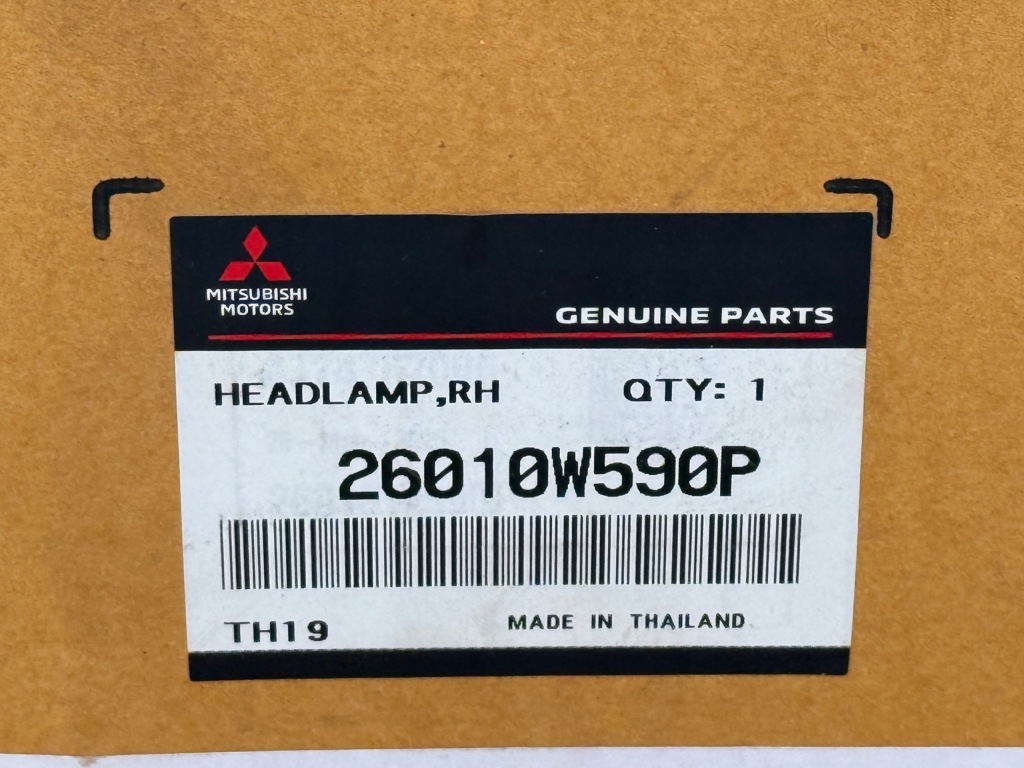 MITSUBISHI
MOTORS
GENUINE PARTS
HEADLAMP,RH QTY: 1
26010W590P
TH19 MADE IN THAILAND